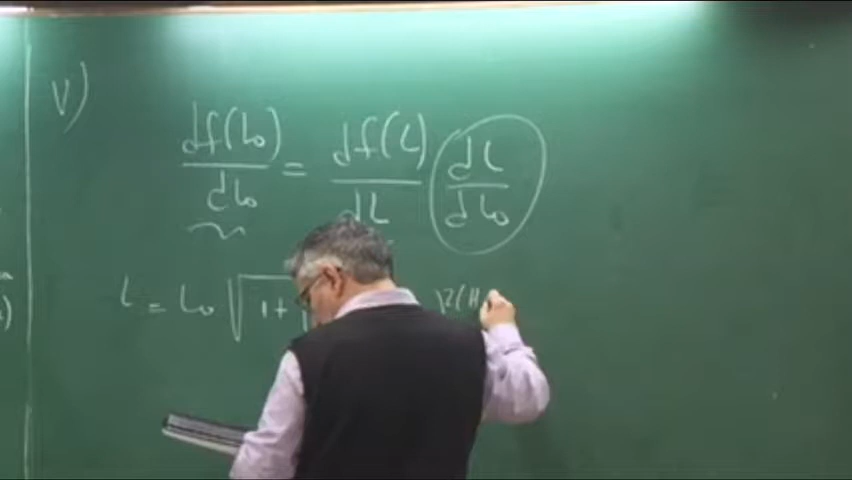 V)
df(L₀)/dL₀ = df(L)/dL dL/dL₀
L = L₀ √1+